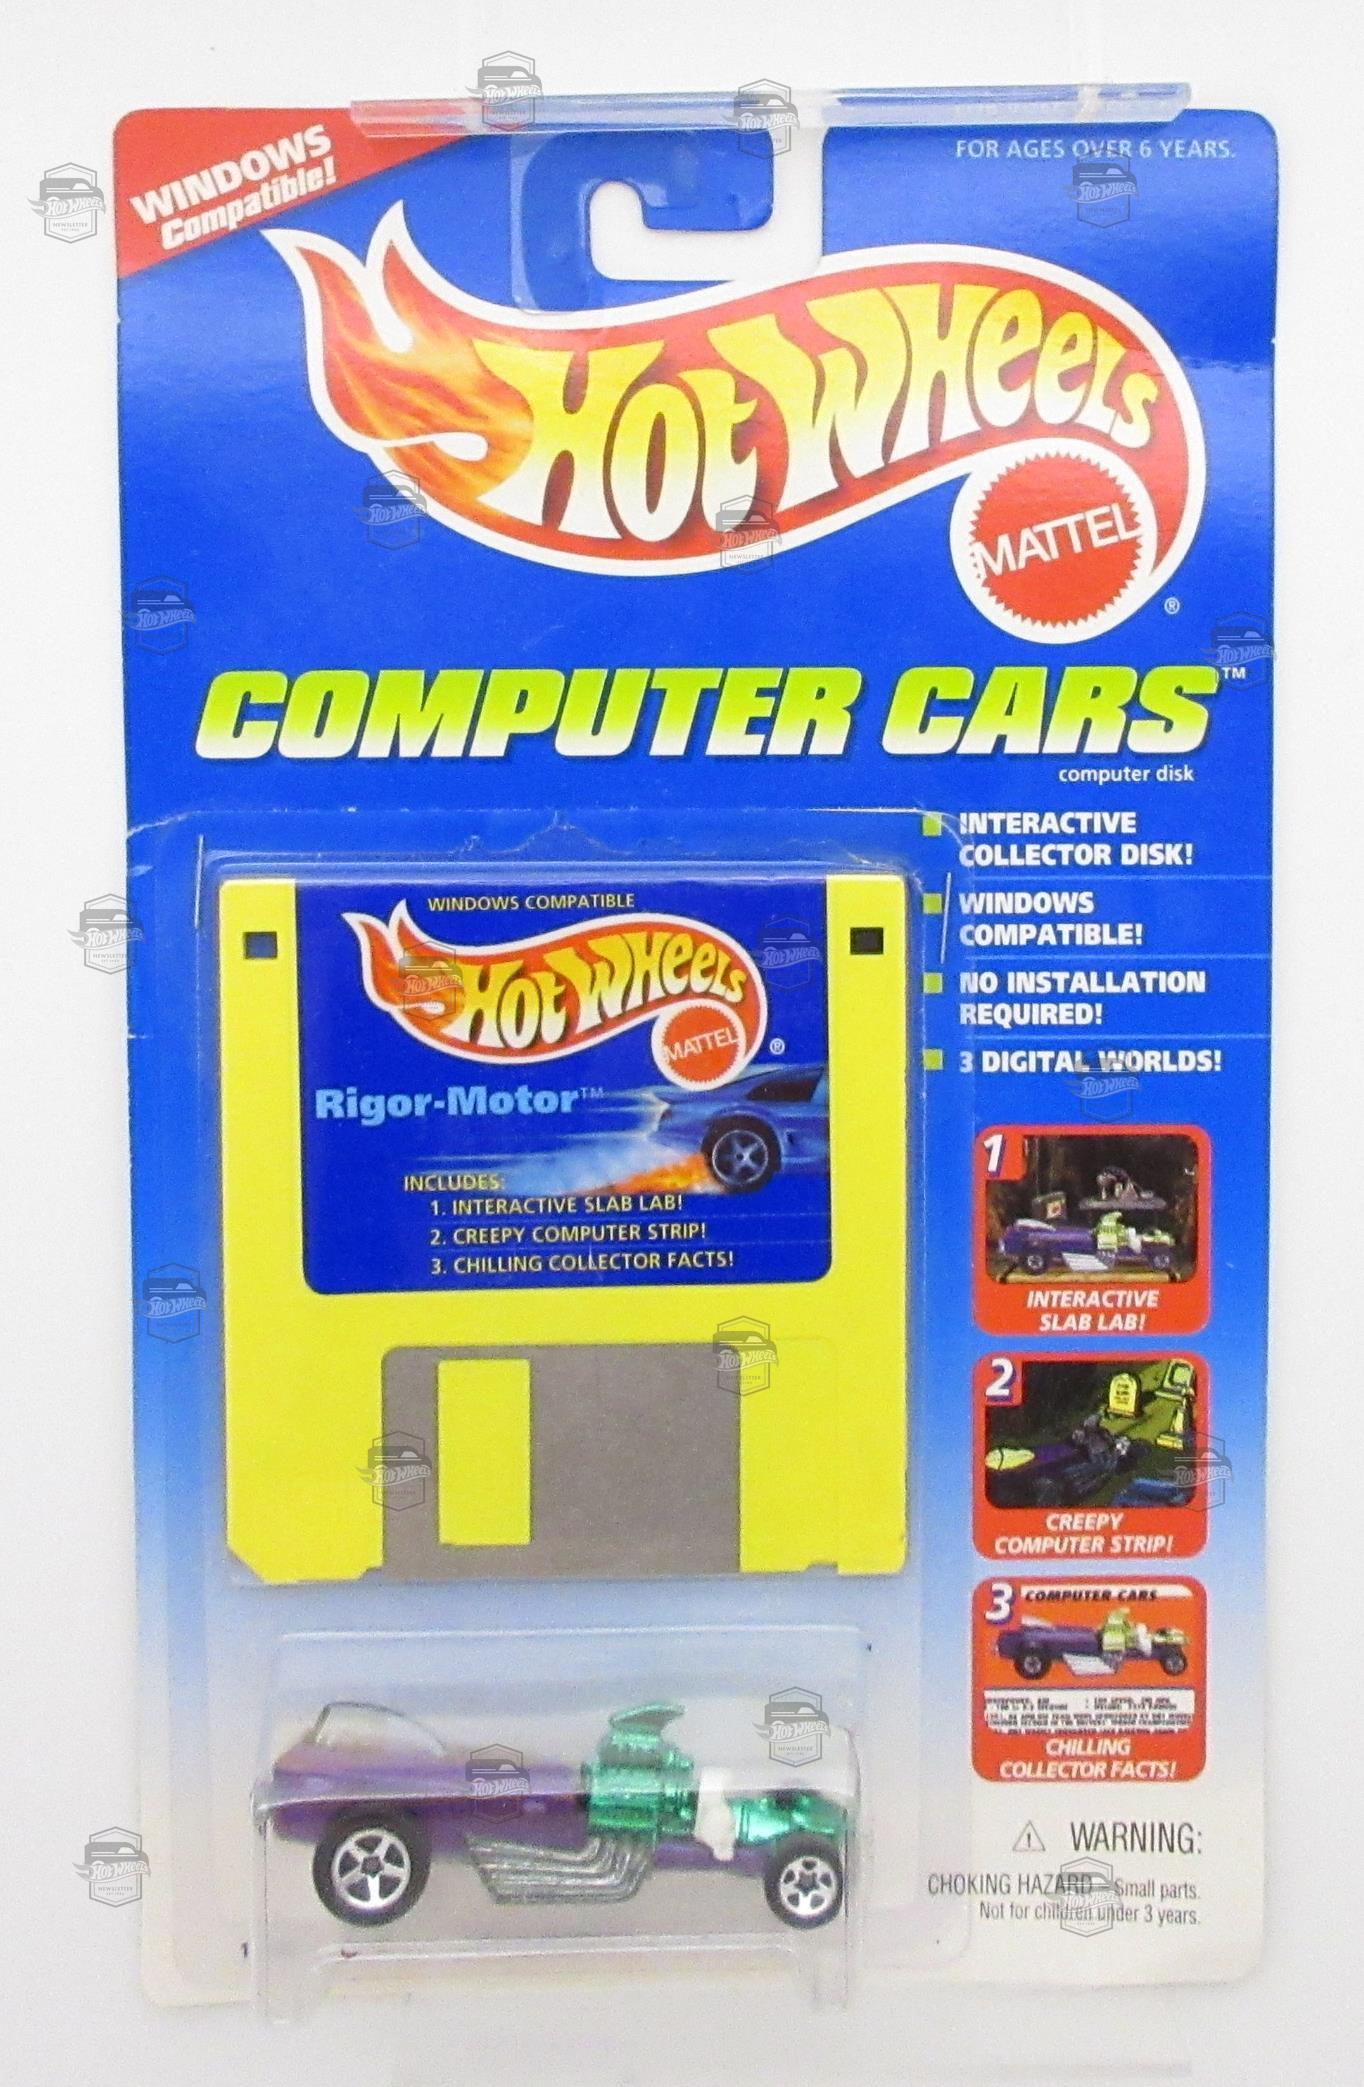 WINDOWS
Compatible!
FOR AGES OVER 6 YEARS.
Hot Wheels
MATTEL
®
COMPUTER CARS™
computer disk
INTERACTIVE
COLLECTOR DISK!
WINDOWS
COMPATIBLE!
NO INSTALLATION
REQUIRED!
3 DIGITAL WORLDS!
WINDOWS COMPATIBLE
Hot Wheels
MATTEL
®
Rigor-Motor™
INCLUDES:
1. INTERACTIVE SLAB LAB!
2. CREEPY COMPUTER STRIP!
3. CHILLING COLLECTOR FACTS!
1
INTERACTIVE
SLAB LAB!
2
CREEPY
COMPUTER STRIP!
3
COMPUTER CARS
CHILLING
COLLECTOR FACTS!
WARNING:
CHOKING HAZARD—Small parts.
Not for children under 3 years.
Hot Wheels
NEWSLETTER